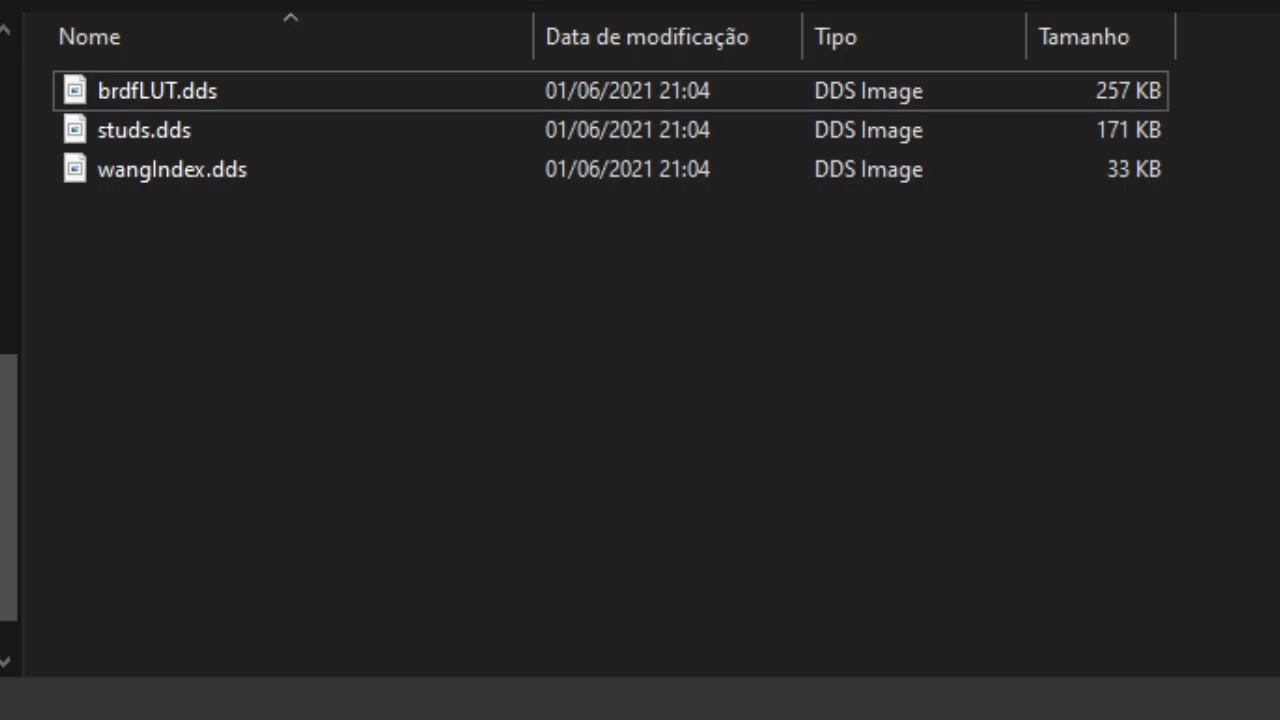 Nome Data de modificação Tipo Tamanho
brdfLUT.dds 01/06/2021 21:04 DDS Image 257 KB
studs.dds 01/06/2021 21:04 DDS Image 171 KB
wangIndex.dds 01/06/2021 21:04 DDS Image 33 KB